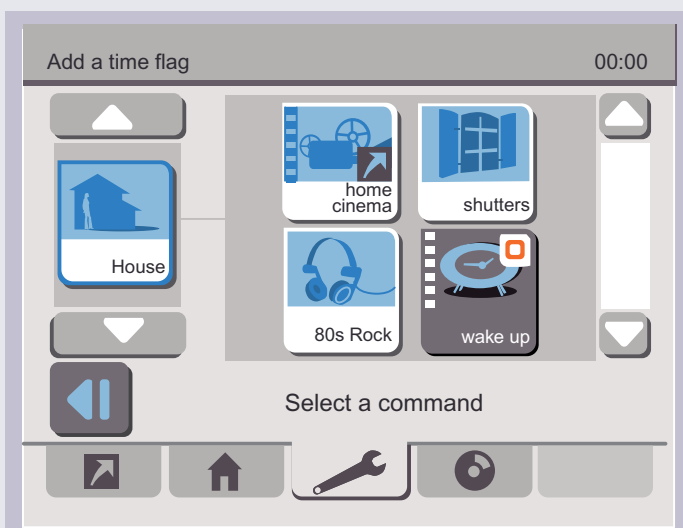 Add a time flag 00:00
home
cinema
shutters
House
80s Rock
wake up
Select a command